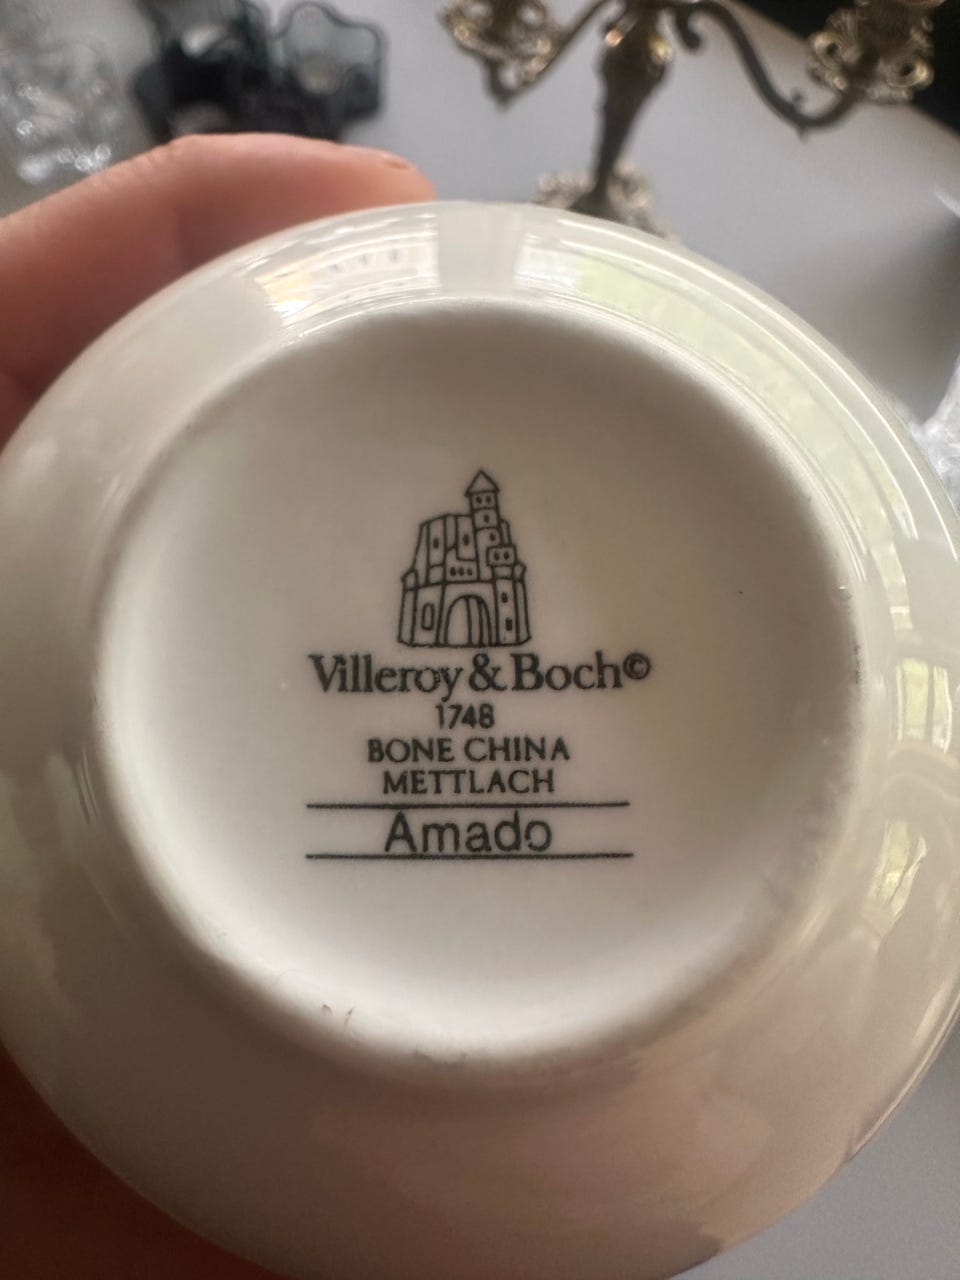 Villeroy & Boch©
1748
BONE CHINA
METTLACH
Amado